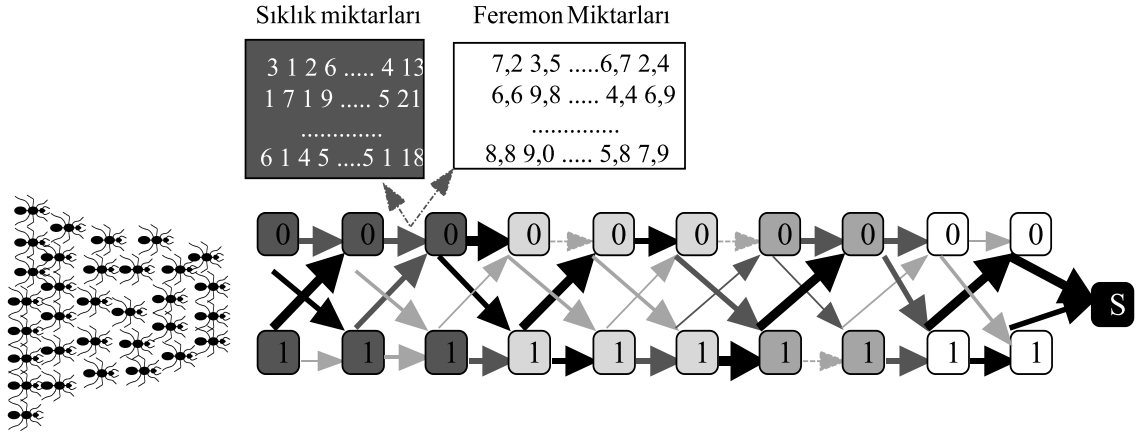 Sıklık miktarları
Feremon Miktarları
3 1 2 6 ..... 4 13
1 7 1 9 ..... 5 21
.............
6 1 4 5 ....5 1 18
7,2 3,5 .....6,7 2,4
6,6 9,8 ..... 4,4 6,9
..............
8,8 9,0 ..... 5,8 7,9
0 0 0 0 0 0 0 0 0 0
S
1 1 1 1 1 1 1 1 1 1